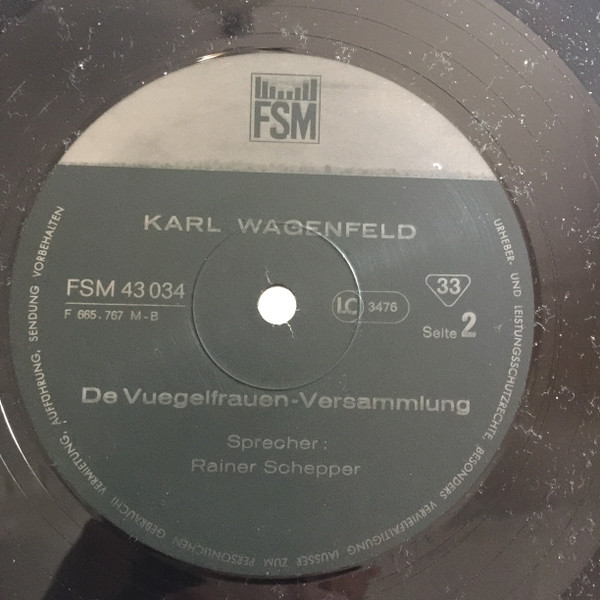 FSM
KARL WAGENFELD
FSM 43 034
F 665.767 M-B
LC 3476
33
Seite 2
De Vuegelfrauen-Versammlung
Sprecher:
Rainer Schepper
URHEBER- UND LEISTUNGSSCHUTZRECHTE, BESONDERS VERVIELFÄLTIGUNG (AUSSER ZUM PERSÖNLICHEN GEBRAUCH) VERMIETUNG, AUFFÜHRUNG, SENDUNG VORBEHALTEN